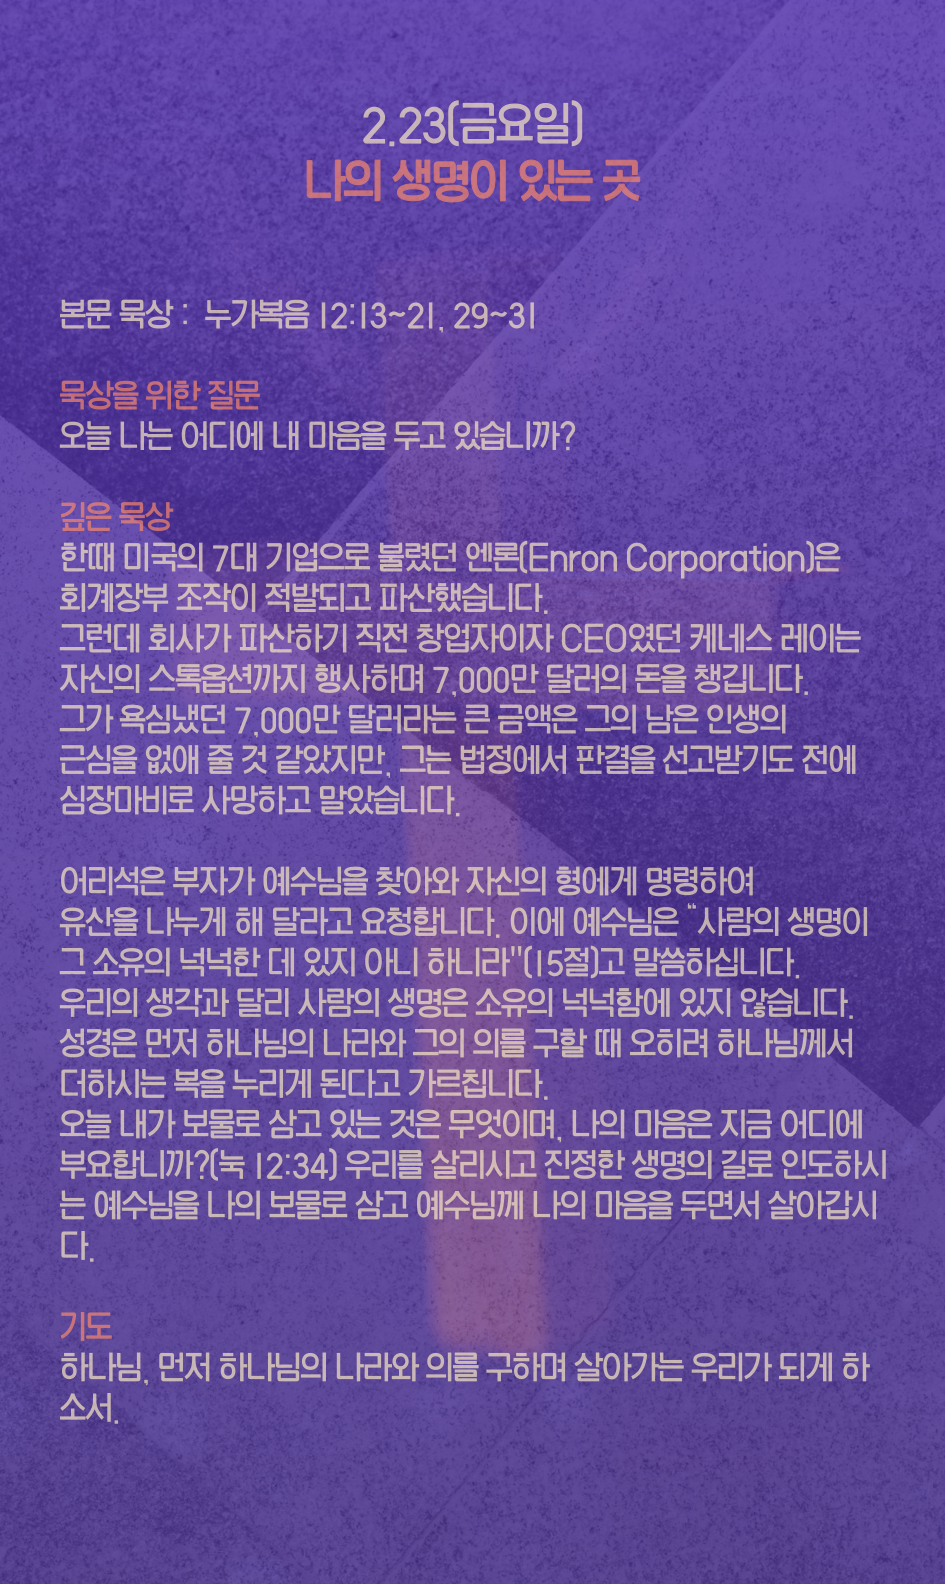 2.23(금요일)
나의 생명이 있는 곳
본문 묵상 : 누가복음 12:13~21, 29~31
묵상을 위한 질문
오늘 나는 어디에 내 마음을 두고 있습니까?
깊은 묵상
한때 미국의 7대 기업으로 불렸던 엔론(Enron Corporation)은
회계장부 조작이 적발되고 파산했습니다.
그런데 회사가 파산하기 직전 창업자이자 CEO였던 케네스 레이는
자신의 스톡옵션까지 행사하며 7,000만 달러의 돈을 챙깁니다.
그가 욕심냈던 7,000만 달러라는 큰 금액은 그의 남은 인생의
근심을 없애 줄 것 같았지만, 그는 법정에서 판결을 선고받기도 전에
심장마비로 사망하고 말았습니다.
어리석은 부자가 예수님을 찾아와 자신의 형에게 명령하여
유산을 나누게 해 달라고 요청합니다. 이에 예수님은 “사람의 생명이
그 소유의 넉넉한 데 있지 아니 하니라"(15절)고 말씀하십니다.
우리의 생각과 달리 사람의 생명은 소유의 넉넉함에 있지 않습니다.
성경은 먼저 하나님의 나라와 그의 의를 구할 때 오히려 하나님께서
더하시는 복을 누리게 된다고 가르칩니다.
오늘 내가 보물로 삼고 있는 것은 무엇이며, 나의 마음은 지금 어디에
부요합니까?(눅 12:34) 우리를 살리시고 진정한 생명의 길로 인도하시
는 예수님을 나의 보물로 삼고 예수님께 나의 마음을 두면서 살아갑시
다.
기도
하나님, 먼저 하나님의 나라와 의를 구하며 살아가는 우리가 되게 하
소서.